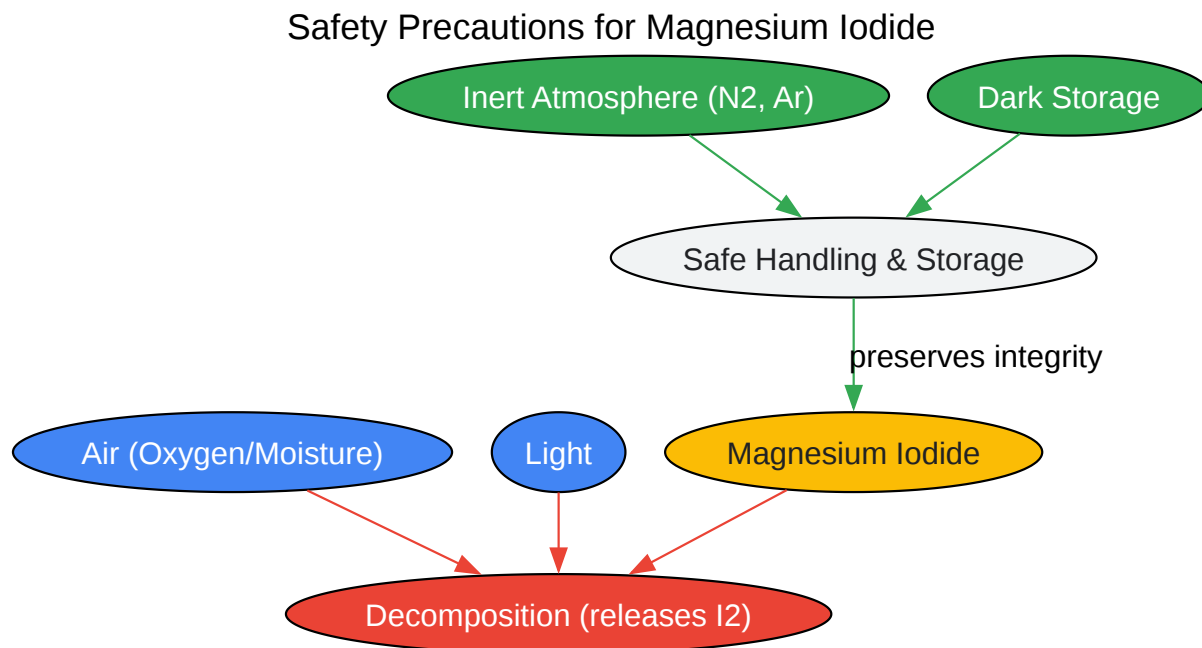 Safety Precautions for Magnesium Iodide
Inert Atmosphere (N2, Ar)
Dark Storage
Safe Handling & Storage
preserves integrity
Air (Oxygen/Moisture)
Light
Magnesium Iodide
Decomposition (releases I2)